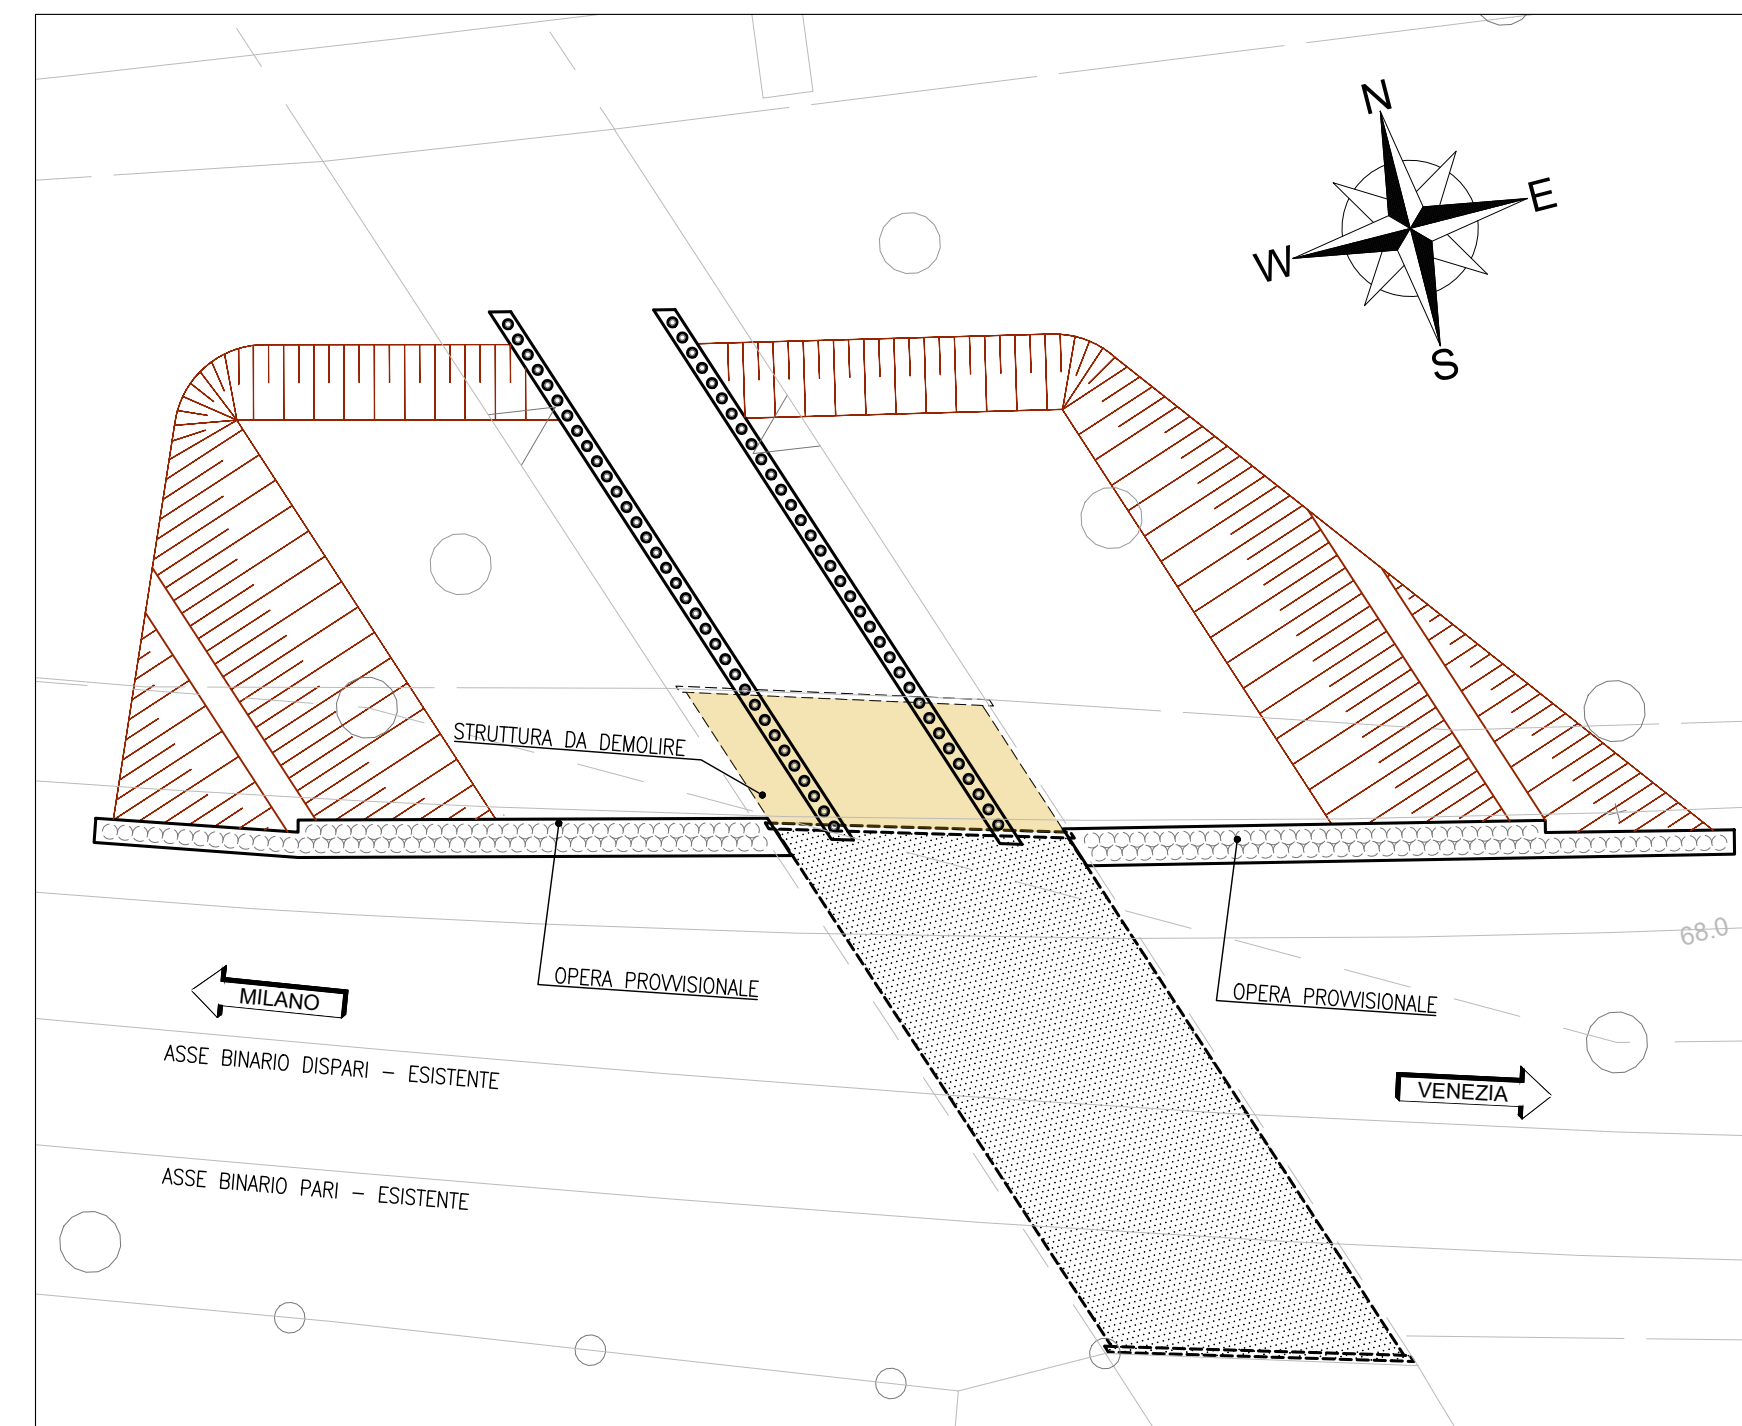 N
E
W
S
STRUTTURA DA DEMOLIRE
68.0
OPERA PROVVISIONALE
OPERA PROVVISIONALE
MILANO
ASSE BINARIO DISPARI – ESISTENTE
VENEZIA
ASSE BINARIO PARI – ESISTENTE